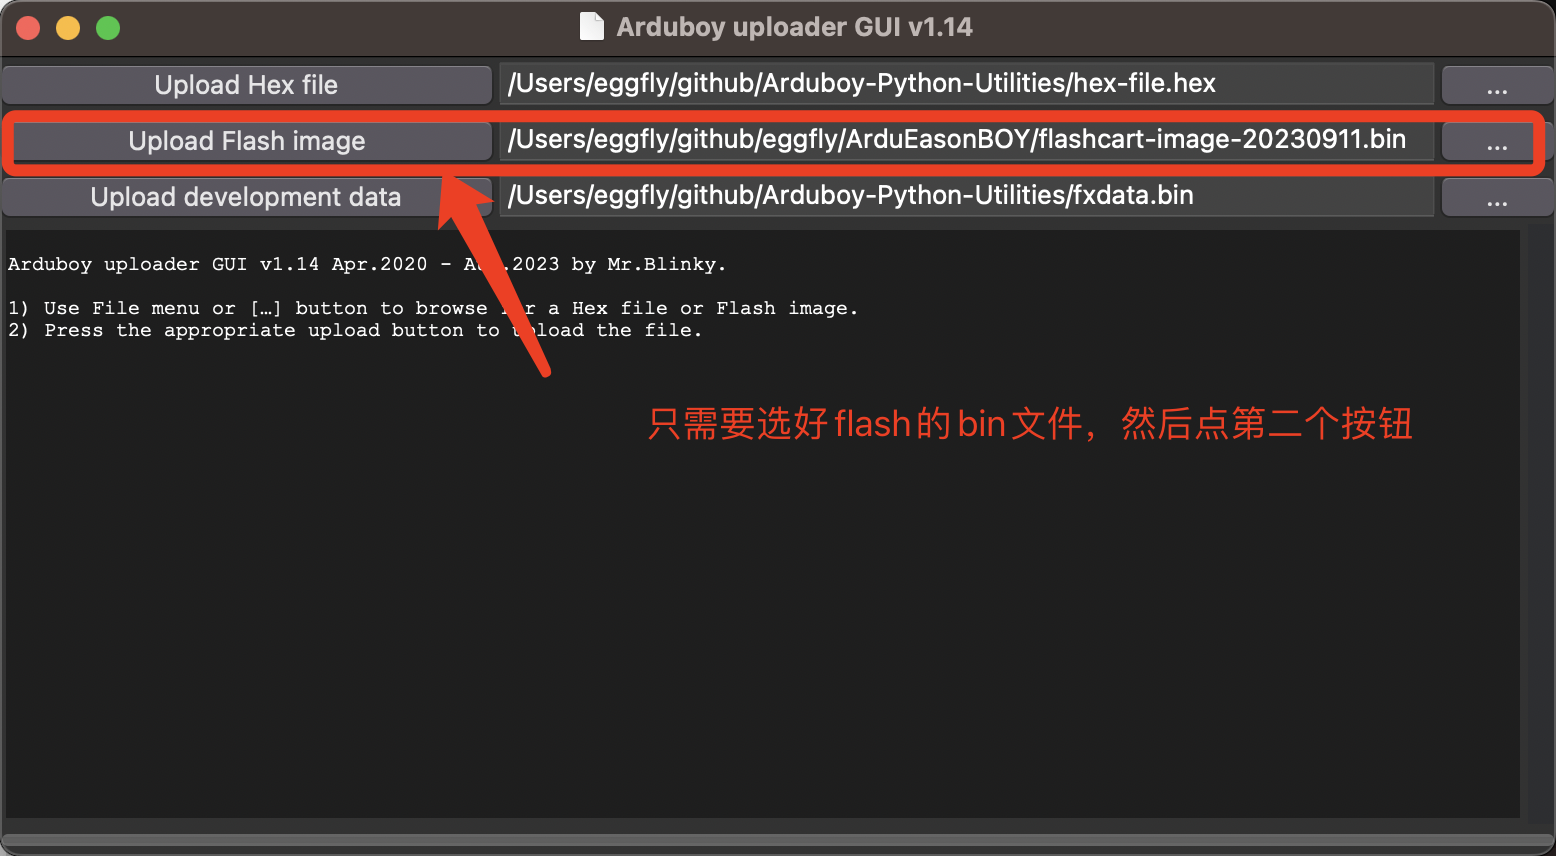 Arduboy uploader GUI v1.14
Upload Hex file /Users/eggfly/github/Arduboy-Python-Utilities/hex-file.hex ...
Upload Flash image /Users/eggfly/github/eggfly/ArduEasonBOY/flashcart-image-20230911.bin ...
Upload development data /Users/eggfly/github/Arduboy-Python-Utilities/fxdata.bin ...
Arduboy uploader GUI v1.14 Apr.2020 - .2023 by Mr.Blinky.
1) Use File menu or […] button to browse a Hex file or Flash image.
2) Press the appropriate upload button to the file.
只需要选好flash的bin文件，然后点第二个按钮